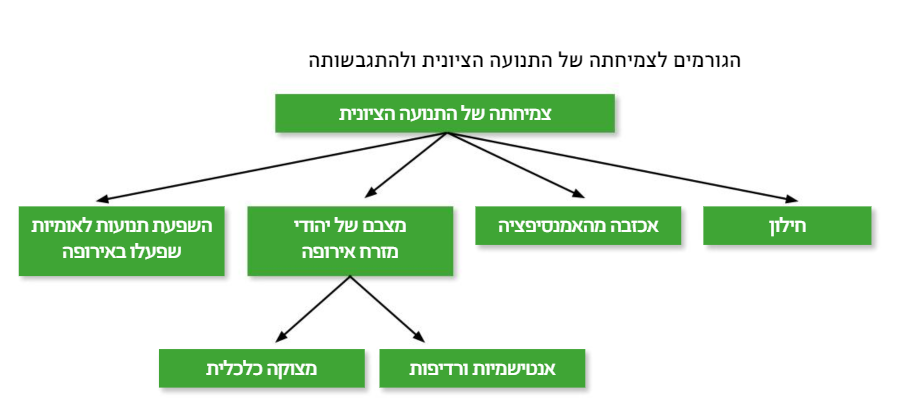 הגורמים לצמיחתה של התנועה הציונית ולהתגבשותה
צמיחתה של התנועה הציונית
חילון
אכזבה מהאמנסיפציה
מצבם של יהודי
מזרח אירופה
השפעת תנועות לאומיות
שפעלו באירופה
אנטישמיות ורדיפות
מצוקה כלכלית